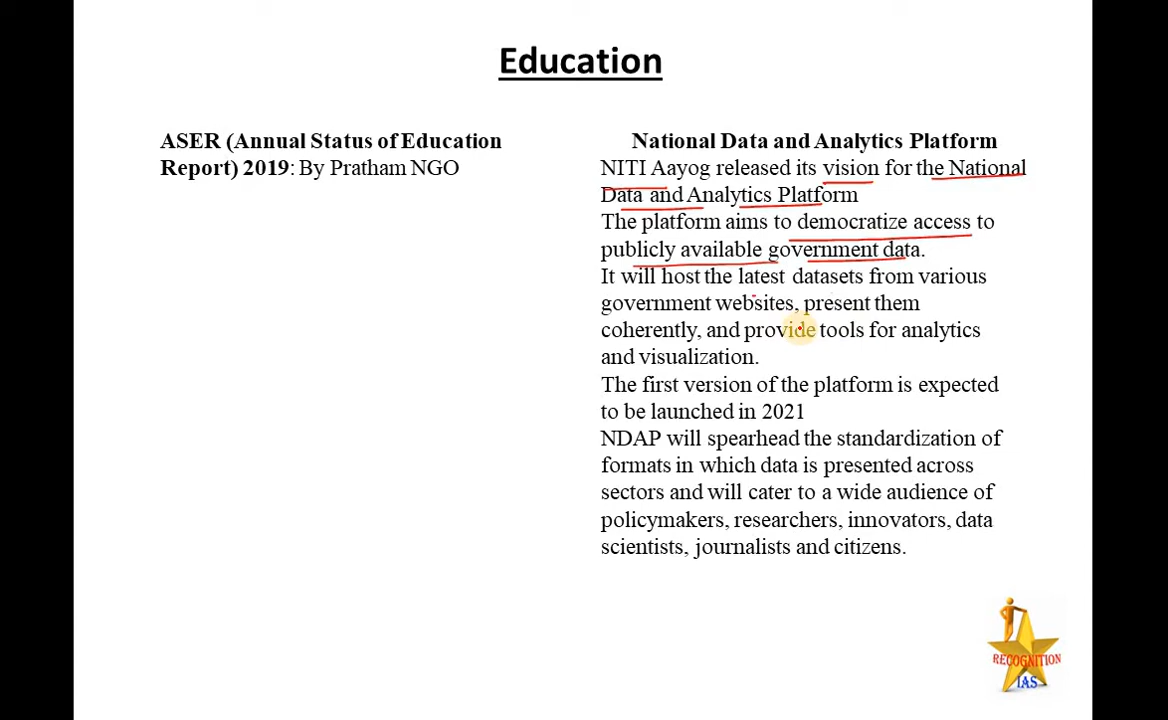 Education
ASER (Annual Status of Education
Report) 2019: By Pratham NGO
National Data and Analytics Platform
NITI Aayog released its vision for the National
Data and Analytics Platform
The platform aims to democratize access to
publicly available government data.
It will host the latest datasets from various
government websites, present them
coherently, and provide tools for analytics
and visualization.
The first version of the platform is expected
to be launched in 2021
NDAP will spearhead the standardization of
formats in which data is presented across
sectors and will cater to a wide audience of
policymakers, researchers, innovators, data
scientists, journalists and citizens.
RECOGNITION
IAS